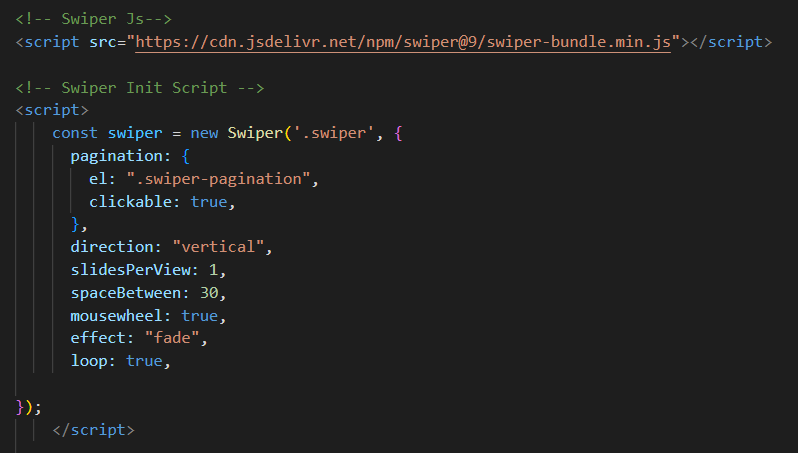 <!-- Swiper Js-->
<script src="https://cdn.jsdelivr.net/npm/swiper@9/swiper-bundle.min.js"></script>
<!-- Swiper Init Script -->
<script>
const swiper = new Swiper('.swiper', {
pagination: {
el: ".swiper-pagination",
clickable: true,
},
direction: "vertical",
slidesPerView: 1,
spaceBetween: 30,
mousewheel: true,
effect: "fade",
loop: true,
});
</script>